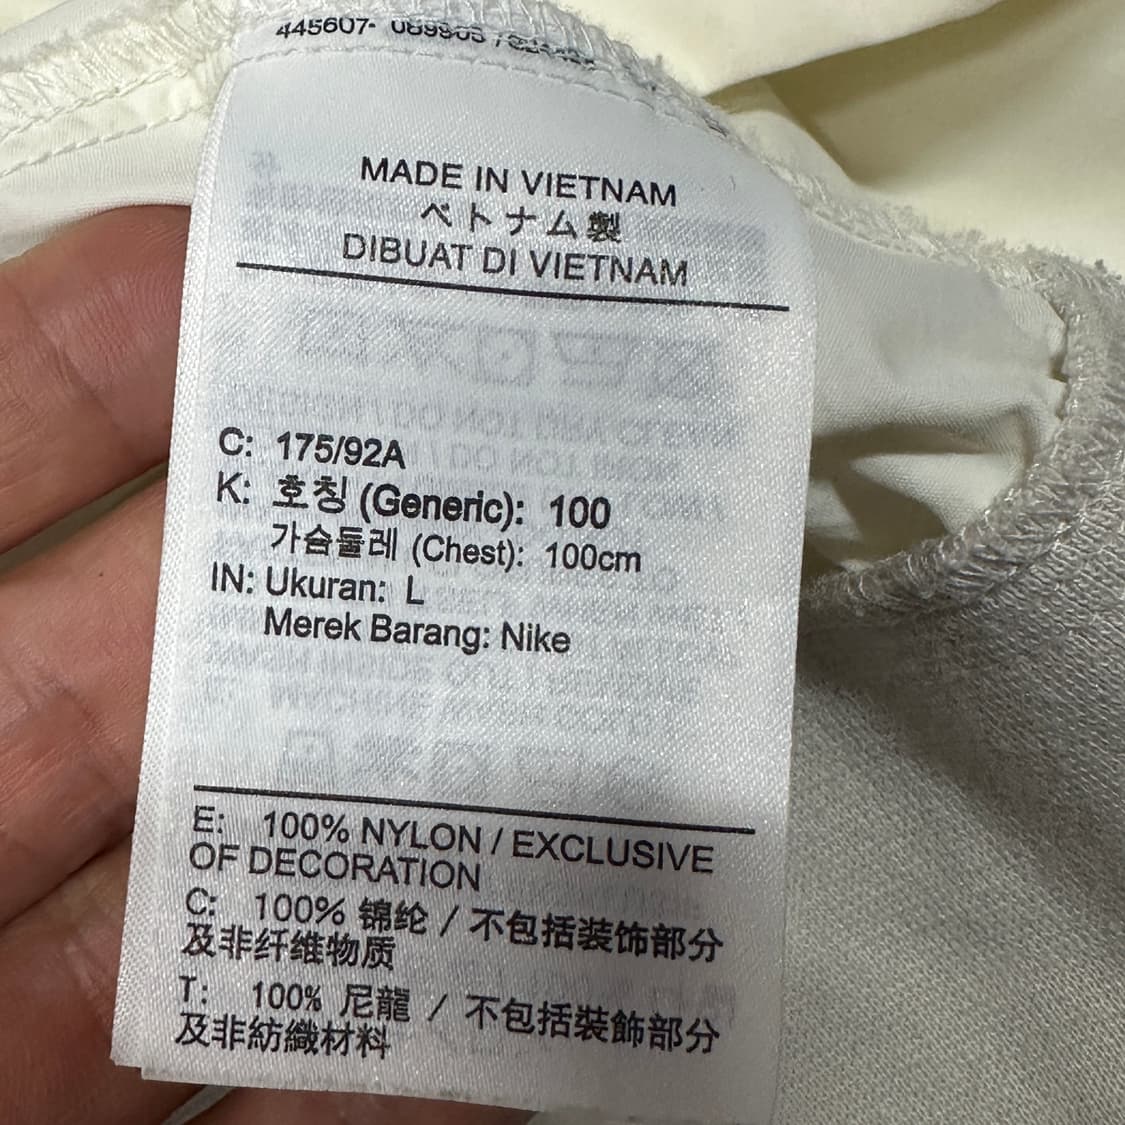 445607-
MADE IN VIETNAM
ベトナム製
DIBUAT DI VIETNAM
C: 175/92A
K: 호칭 (Generic): 100
가슴둘레 (Chest): 100cm
IN: Ukuran: L
Merek Barang: Nike
E: 100% NYLON / EXCLUSIVE
OF DECORATION
C: 100% 锦纶 / 不包括装饰部分
及非纤维物质
T: 100% 尼龍 / 不包括裝飾部分
及非紡織材料